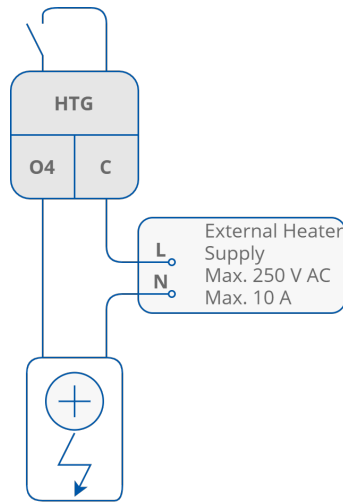 HTG
O4 C
L
N
External Heater
Supply
Max. 250 V AC
Max. 10 A